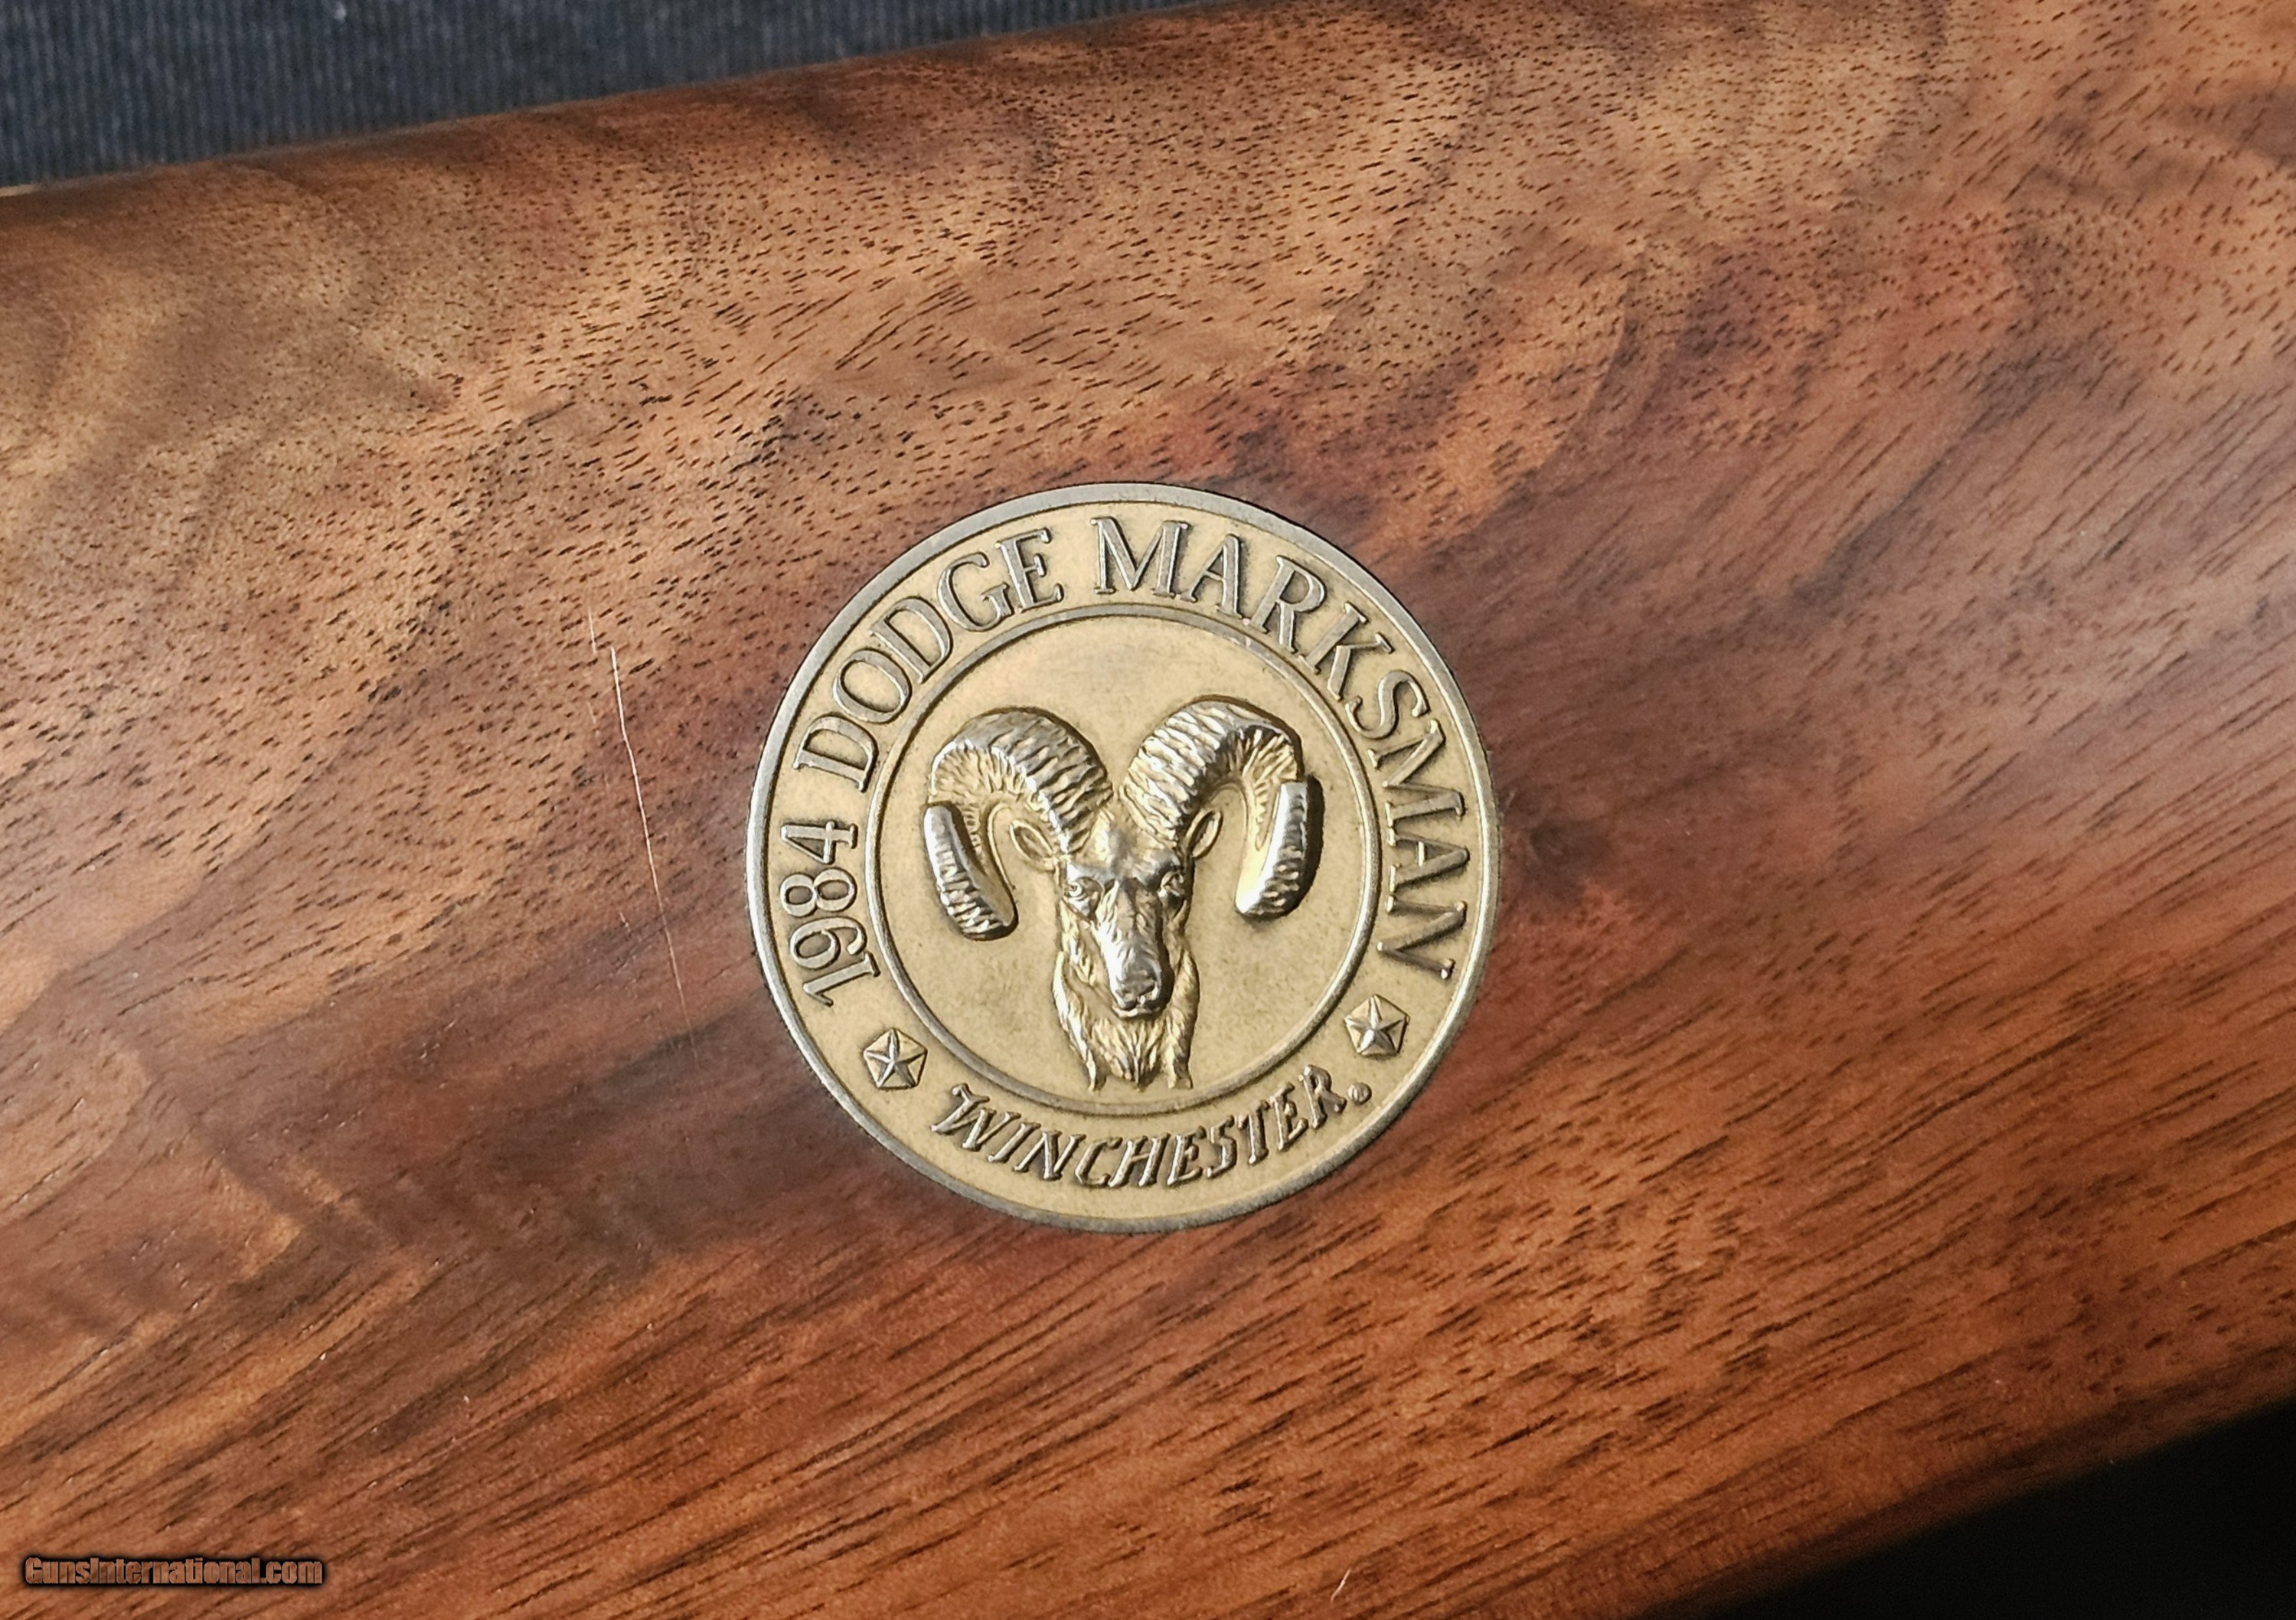 1984 DODGE MARKSMAN
WINCHESTER.
GunsInternational.com